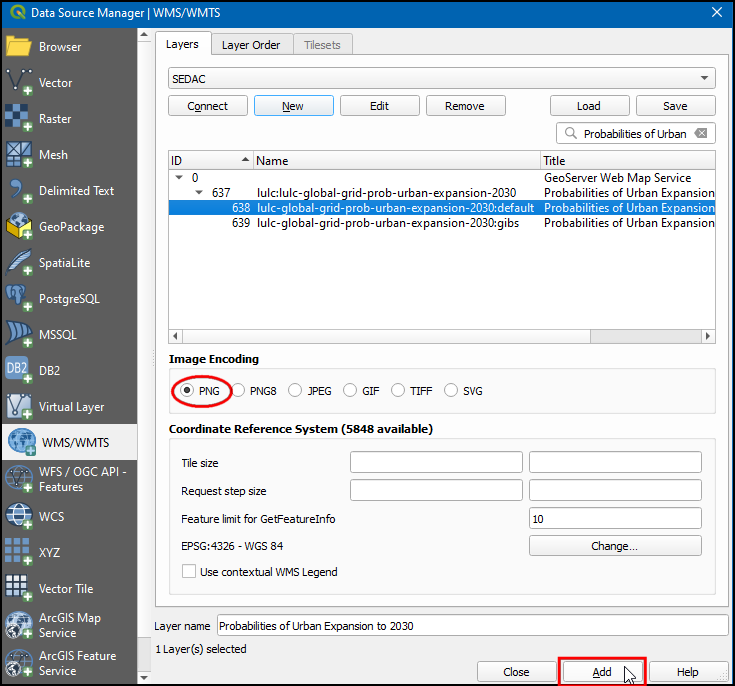 Data Source Manager | WMS/WMTS
Browser
Vector
Raster
Mesh
Delimited Text
GeoPackage
SpatiaLite
PostgreSQL
MSSQL
DB2
DB2
Virtual Layer
WMS/WMTS
WFS / OGC API -
Features
WCS
XYZ
Vector Tile
ArcGIS Map
Service
ArcGIS Feature
Service
Layers Layer Order Tilesets
SEDAC
Connect New Edit Remove Load Save
Probabilities of Urban
ID Name Title
0 GeoServer Web Map Service
637 lulc:lulc-global-grid-prob-urban-expansion-2030 Probabilities of Urban Expansion
638 lulc-global-grid-prob-urban-expansion-2030:default Probabilities of Urban Expansion
639 lulc-global-grid-prob-urban-expansion-2030:gibs Probabilities of Urban Expansion
Image Encoding
PNG PNG8 JPEG GIF TIFF SVG
Coordinate Reference System (5848 available)
Tile size
Request step size
Feature limit for GetFeatureInfo 10
EPSG:4326 - WGS 84 Change...
Use contextual WMS Legend
Layer name Probabilities of Urban Expansion to 2030
1 Layer(s) selected
Close Add Help